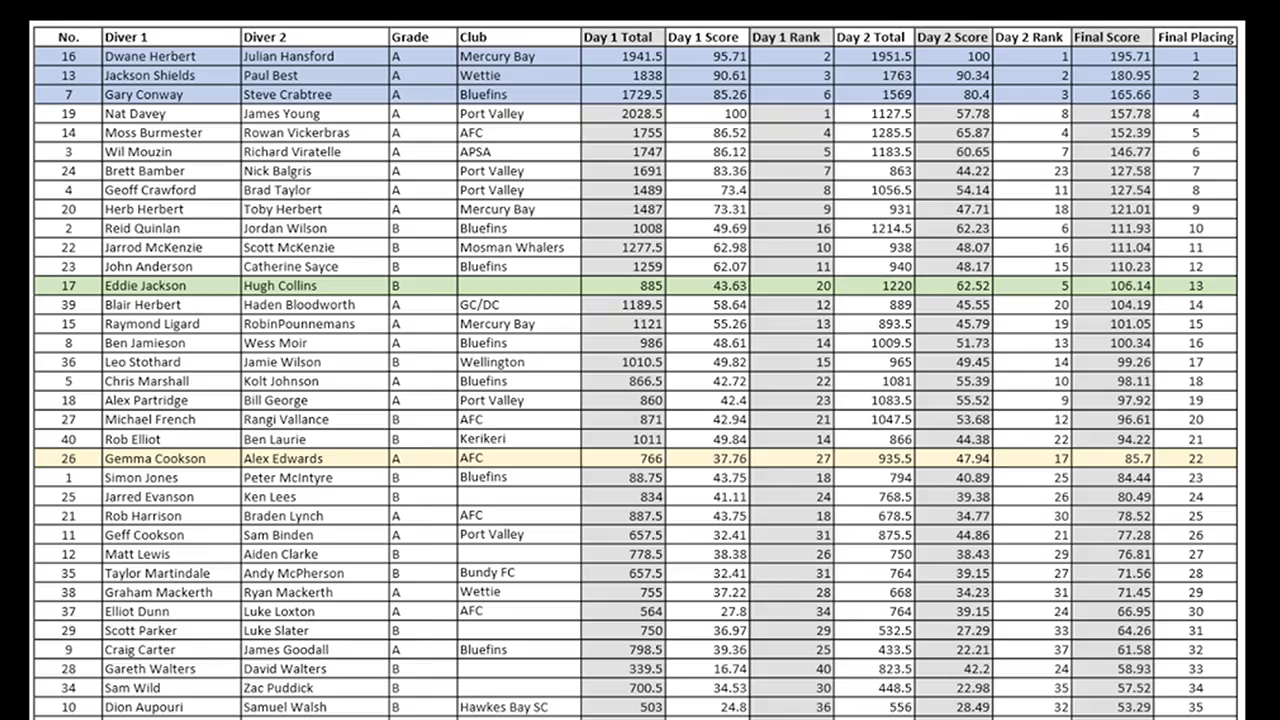 No. Diver 1 Diver 2 Grade Club Day 1 Total Day 1 Score Day 1 Rank Day 2 Total Day 2 Score Day 2 Rank Final Score Final Placing
16 Dwane Herbert Julian Hansford A Mercury Bay 1941.5 95.71 2 1951.5 100 1 195.71 1
13 Jackson Shields Paul Best A Wettie 1838 90.61 3 1763 90.34 2 180.95 2
7 Gary Conway Steve Crabtree A Bluefins 1729.5 85.26 6 1569 80.4 3 165.66 3
19 Nat Davey James Young A Port Valley 2028.5 100 1 1127.5 57.78 8 157.78 4
14 Moss Burmester Rowan Vickerbras A AFC 1755 86.52 4 1285.5 65.87 4 152.39 5
3 Wil Mouzin Richard Viratelle A APSA 1747 86.12 5 1183.5 60.65 7 146.77 6
24 Brett Bamber Nick Balgris A Port Valley 1691 83.36 7 863 44.22 23 127.58 7
4 Geoff Crawford Brad Taylor A Port Valley 1489 73.4 8 1056.5 54.14 11 127.54 8
20 Herb Herbert Toby Herbert A Mercury Bay 1487 73.31 9 931 47.71 18 121.01 9
2 Reid Quinlan Jordan Wilson B Bluefins 1008 49.69 16 1214.5 62.23 6 111.93 10
22 Jarrod McKenzie Scott McKenzie A Mosman Whalers 1277.5 62.98 10 938 48.07 16 111.04 11
23 John Anderson Catherine Sayce B Bluefins 1259 62.07 11 940 48.17 15 110.23 12
17 Eddie Jackson Hugh Collins B 885 43.63 20 1220 62.52 5 106.14 13
39 Blair Herbert Haden Bloodworth A GC/DC 1189.5 58.64 12 889 45.55 20 104.19 14
15 Raymond Ligard RobinPounnemans A Mercury Bay 1121 55.26 13 893.5 45.79 19 101.05 15
8 Ben Jamieson Wess Moir A Bluefins 986 48.61 14 1009.5 51.73 13 100.34 16
36 Leo Stothard Jamie Wilson B Wellington 1010.5 49.82 15 965 49.45 14 99.26 17
5 Chris Marshall Kolt Johnson A Bluefins 866.5 42.72 22 1081 55.39 10 98.11 18
18 Alex Partridge Bill George A Port Valley 860 42.4 23 1083.5 55.52 9 97.92 19
27 Michael French Rangi Vallance B AFC 871 42.94 21 1047.5 53.68 12 96.61 20
40 Rob Elliot Ben Laurie B Kerikeri 1011 49.84 14 866 44.38 22 94.22 21
26 Gemma Cookson Alex Edwards A AFC 766 37.76 27 935.5 47.94 17 85.7 22
1 Simon Jones Peter McIntyre B Bluefins 88.75 43.75 18 794 40.89 25 84.44 23
25 Jarred Evanson Ken Lees B 834 41.11 24 768.5 39.38 26 80.49 24
21 Rob Harrison Braden Lynch A AFC 887.5 43.75 18 678.5 34.77 30 78.52 25
11 Geff Cookson Sam Binden A Port Valley 657.5 32.41 31 875.5 44.86 21 77.28 26
12 Matt Lewis Aiden Clarke B 778.5 38.38 26 750 38.43 29 76.81 27
35 Taylor Martindale Andy McPherson B Bundy FC 657.5 32.41 31 764 39.15 27 71.56 28
38 Graham Mackerth Ryan Mackerth A Wettie 755 37.22 28 668 34.23 31 71.45 29
37 Elliot Dunn Luke Loxton A AFC 564 27.8 34 764 39.15 24 66.95 30
29 Scott Parker Luke Slater B 750 36.97 29 532.5 27.29 33 64.26 31
9 Craig Carter James Goodall A Bluefins 798.5 39.36 25 433.5 22.21 37 61.58 32
28 Gareth Walters David Walters B 339.5 16.74 40 823.5 42.2 24 58.93 33
34 Sam Wild Zac Puddick B 700.5 34.53 30 448.5 22.98 35 57.52 34
10 Dion Aupouri Samuel Walsh B Hawkes Bay SC 503 24.8 36 556 28.49 32 53.29 35